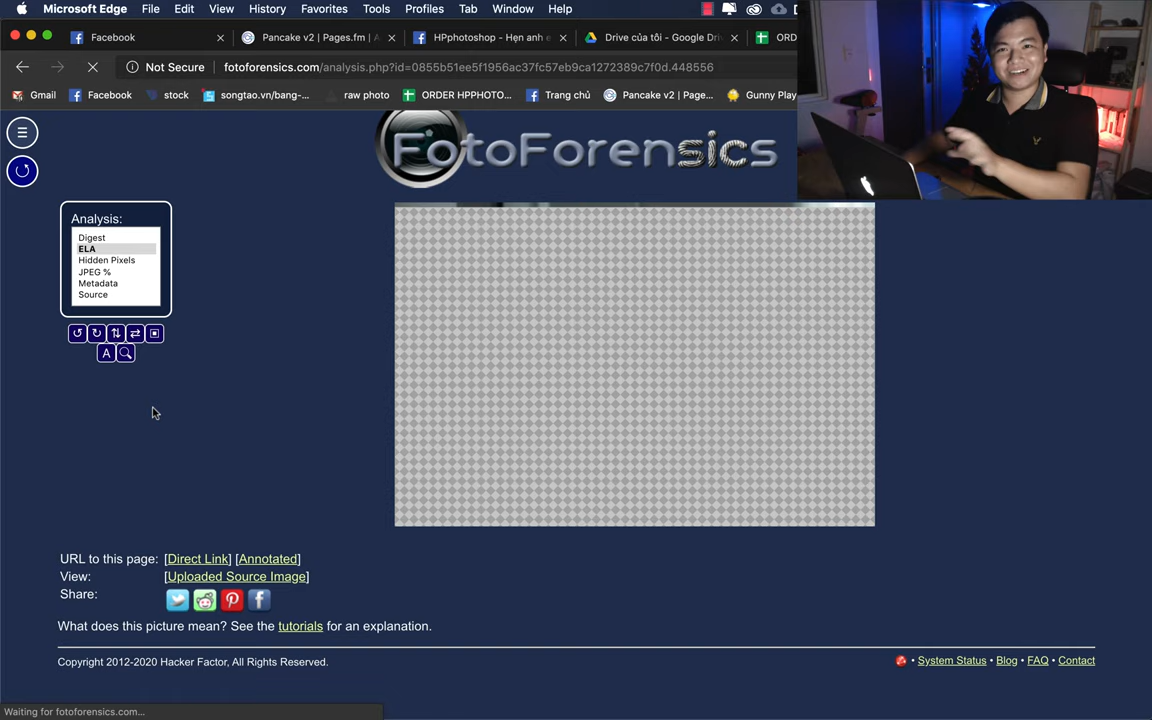 Microsoft Edge File Edit View History Favorites Tools Profiles Tab Window Help
Facebook
Pancake v2 | Pages.fm |
HPphotoshop - Hẹn anh e
Drive của tôi - Google Dri
ORD
Not Secure
fotoforensics.com/analysis.php?id=0855b51ee5f1956ac37fc57eb9ca1272389c7f0d.448556
Gmail
Facebook
stock
songtao.vn/bang-...
raw photo
ORDER HPPHOTO...
Trang chủ
Pancake v2 | Page...
Gunny Play
FotoForensics
Analysis:
Digest
ELA
Hidden Pixels
JPEG %
Metadata
Source
A
URL to this page: [Direct Link] [Annotated]
View: [Uploaded Source Image]
Share:
What does this picture mean? See the tutorials for an explanation.
Copyright 2012-2020 Hacker Factor, All Rights Reserved.
• System Status • Blog • FAQ • Contact
Waiting for fotoforensics.com...